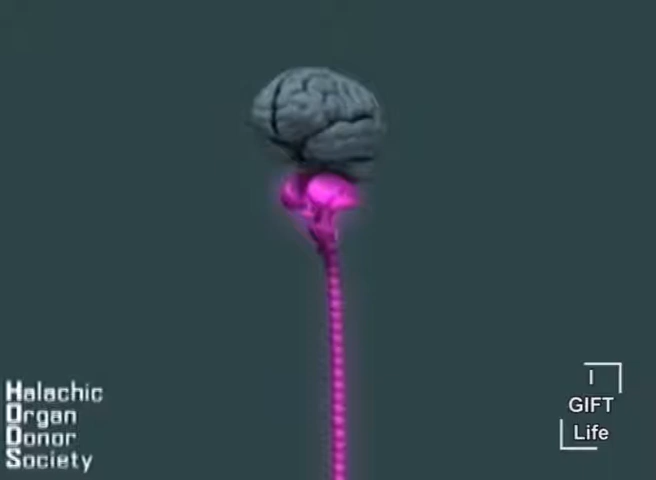 Halachic
Organ
Donor
Society
I
GIFT
Life